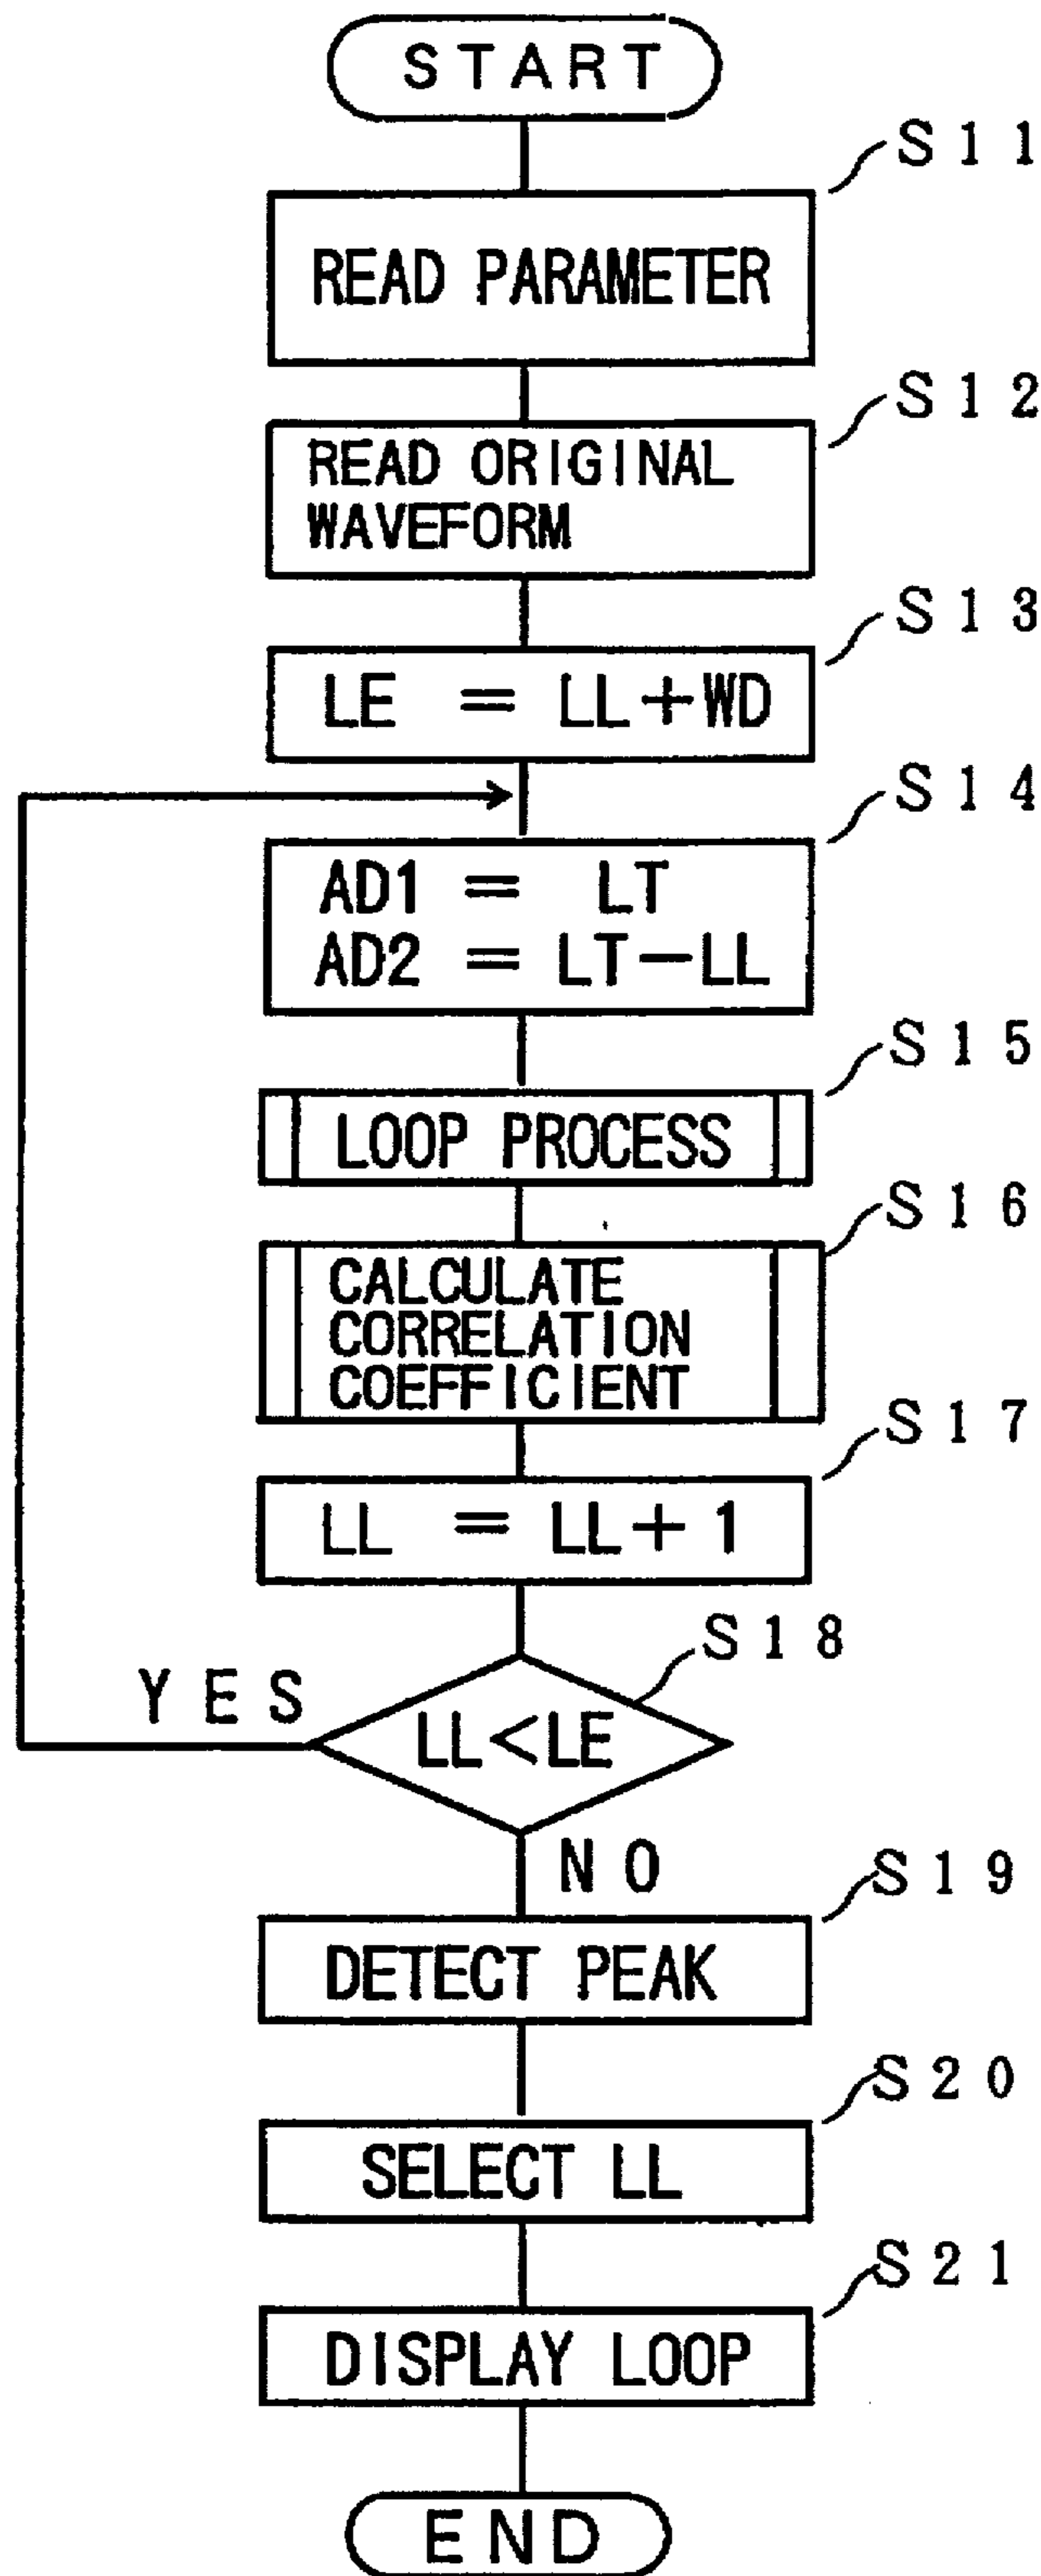 START
S11
READ PARAMETER
S12
READ ORIGINAL
WAVEFORM
S13
LE = LL+WD
S14
AD1 = LT
AD2 = LT-LL
S15
LOOP PROCESS
S16
CALCULATE
CORRELATION
COEFFICIENT
S17
LL = LL+1
S18
YES
LL<LE
NO
S19
DETECT PEAK
S20
SELECT LL
S21
DISPLAY LOOP
END